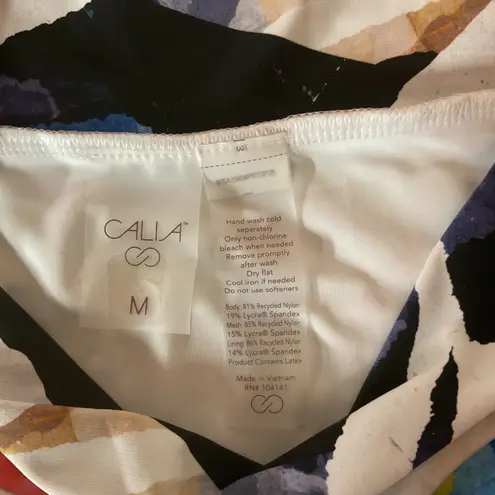 CALIA™
M
Hand wash cold
separately
Only non-chlorine
bleach when needed
Remove promptly
after wash
Dry flat
Cool iron if needed
Do not use softeners
Body: 81% Recycled Nylon
19% Lycra® Spandex
Mesh: 85% Recycled Nylon
15% Lycra® Spandex
Lining: 86% Recycled Nylon
14% Lycra® Spandex
Product Contains Latex
Made in Vietnam
RN# 104141